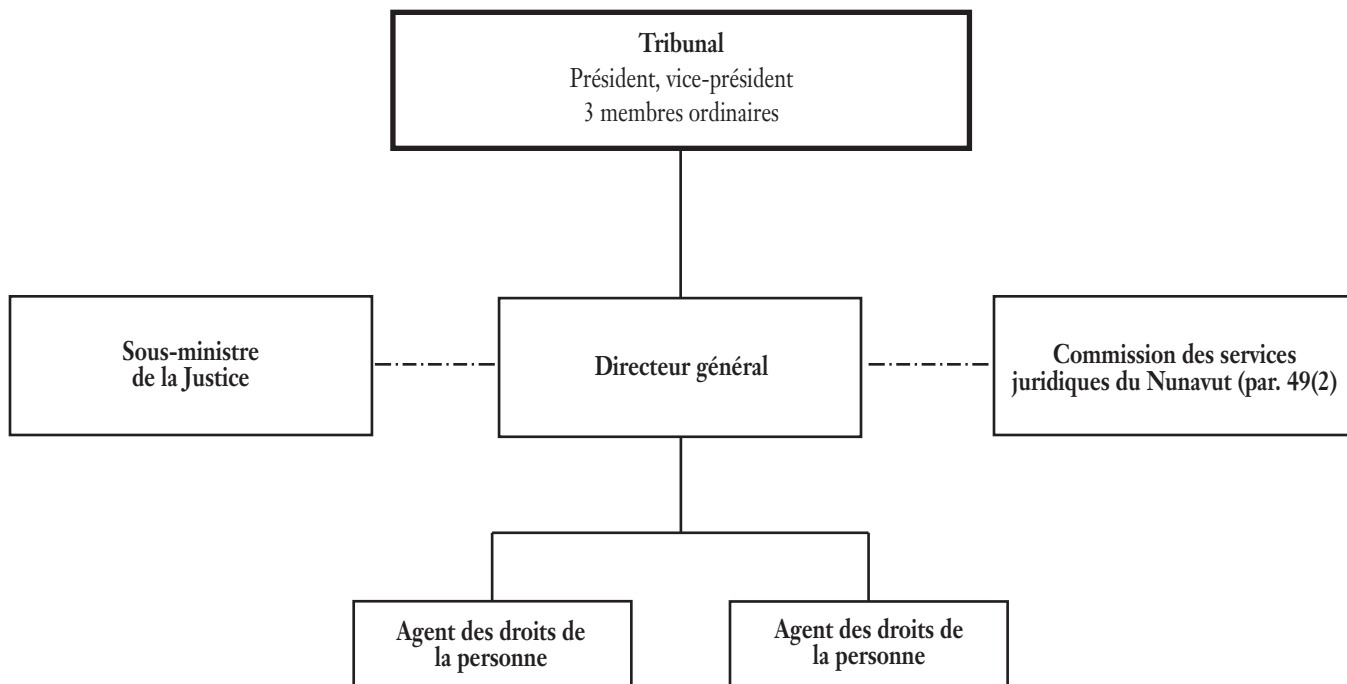 Tribunal
Président, vice-président
3 membres ordinaires
Sous-ministre
de la Justice
Directeur général
Commission des services
juridiques du Nunavut (par. 49(2)
Agent des droits de
la personne
Agent des droits de
la personne